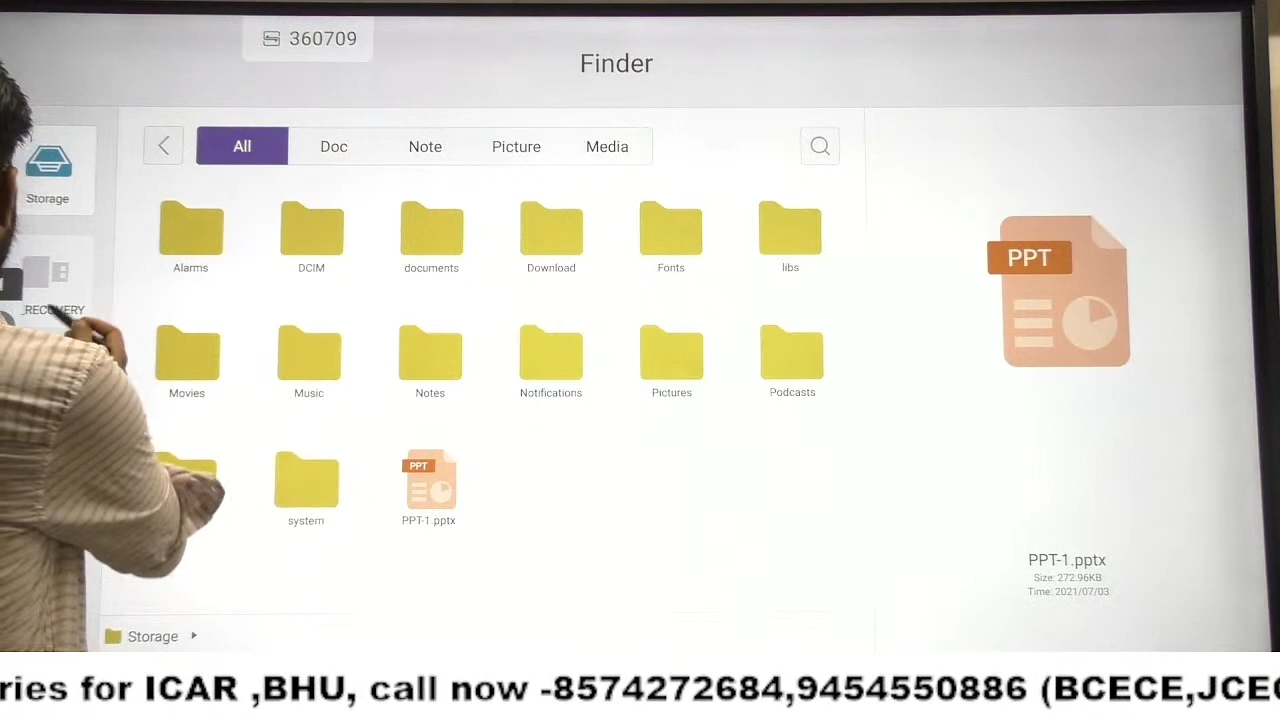 360709
Finder
All Doc Note Picture Media
Storage
_RECOVERY
Alarms DCIM documents Download Fonts libs
Movies Music Notes Notifications Pictures Podcasts
PPT
PPT
system PPT-1.pptx
PPT-1.pptx
Size: 272.96KB
Time: 2021/07/03
Storage
for ICAR ,BHU, call now -8574272684,9454550886 (BCECE,